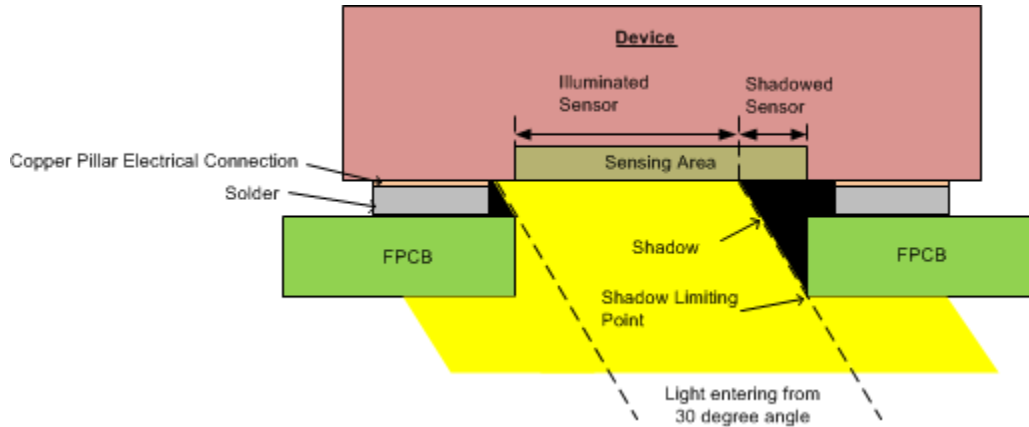 Device
Illuminated
Sensor
Shadowed
Sensor
Sensing Area
Copper Pillar Electrical Connection
Solder
FPCB
Shadow
FPCB
Shadow Limiting
Point
Light entering from
30 degree angle